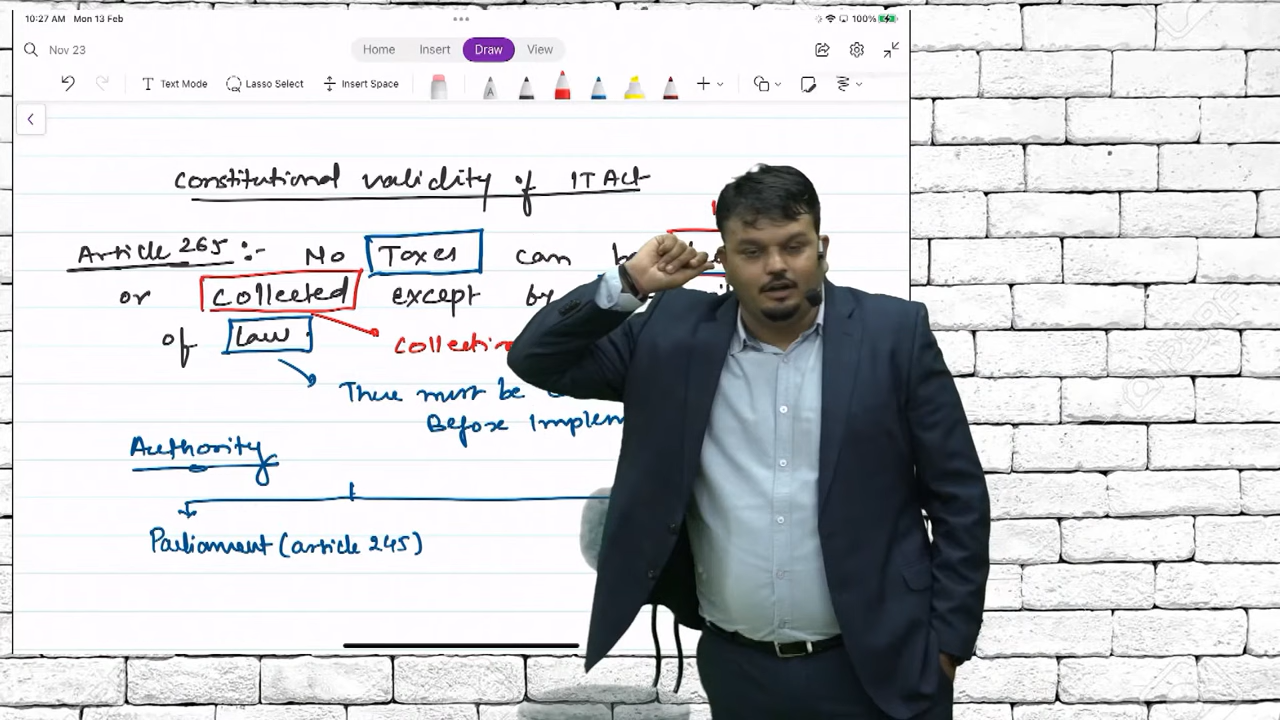 10:27 AM Mon 13 Feb
100%
Nov 23
Home Insert Draw View
Text Mode Lasso Select Insert Space
Constitutional validity of IT Act
Article 265 :- No Taxes can
or collected except by
of Law.
There must be
Before Implem
Authority
Parliament (article 245)